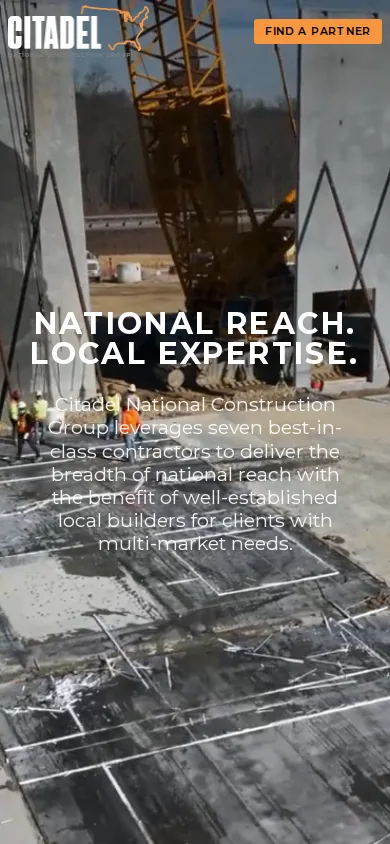 CITADEL
FIND A PARTNER
NATIONAL REACH.
LOCAL EXPERTISE.
Citadel National Construction
Group leverages seven best-in-
class contractors to deliver the
breadth of national reach with
the benefit of well-established
local builders for clients with
multi-market needs.